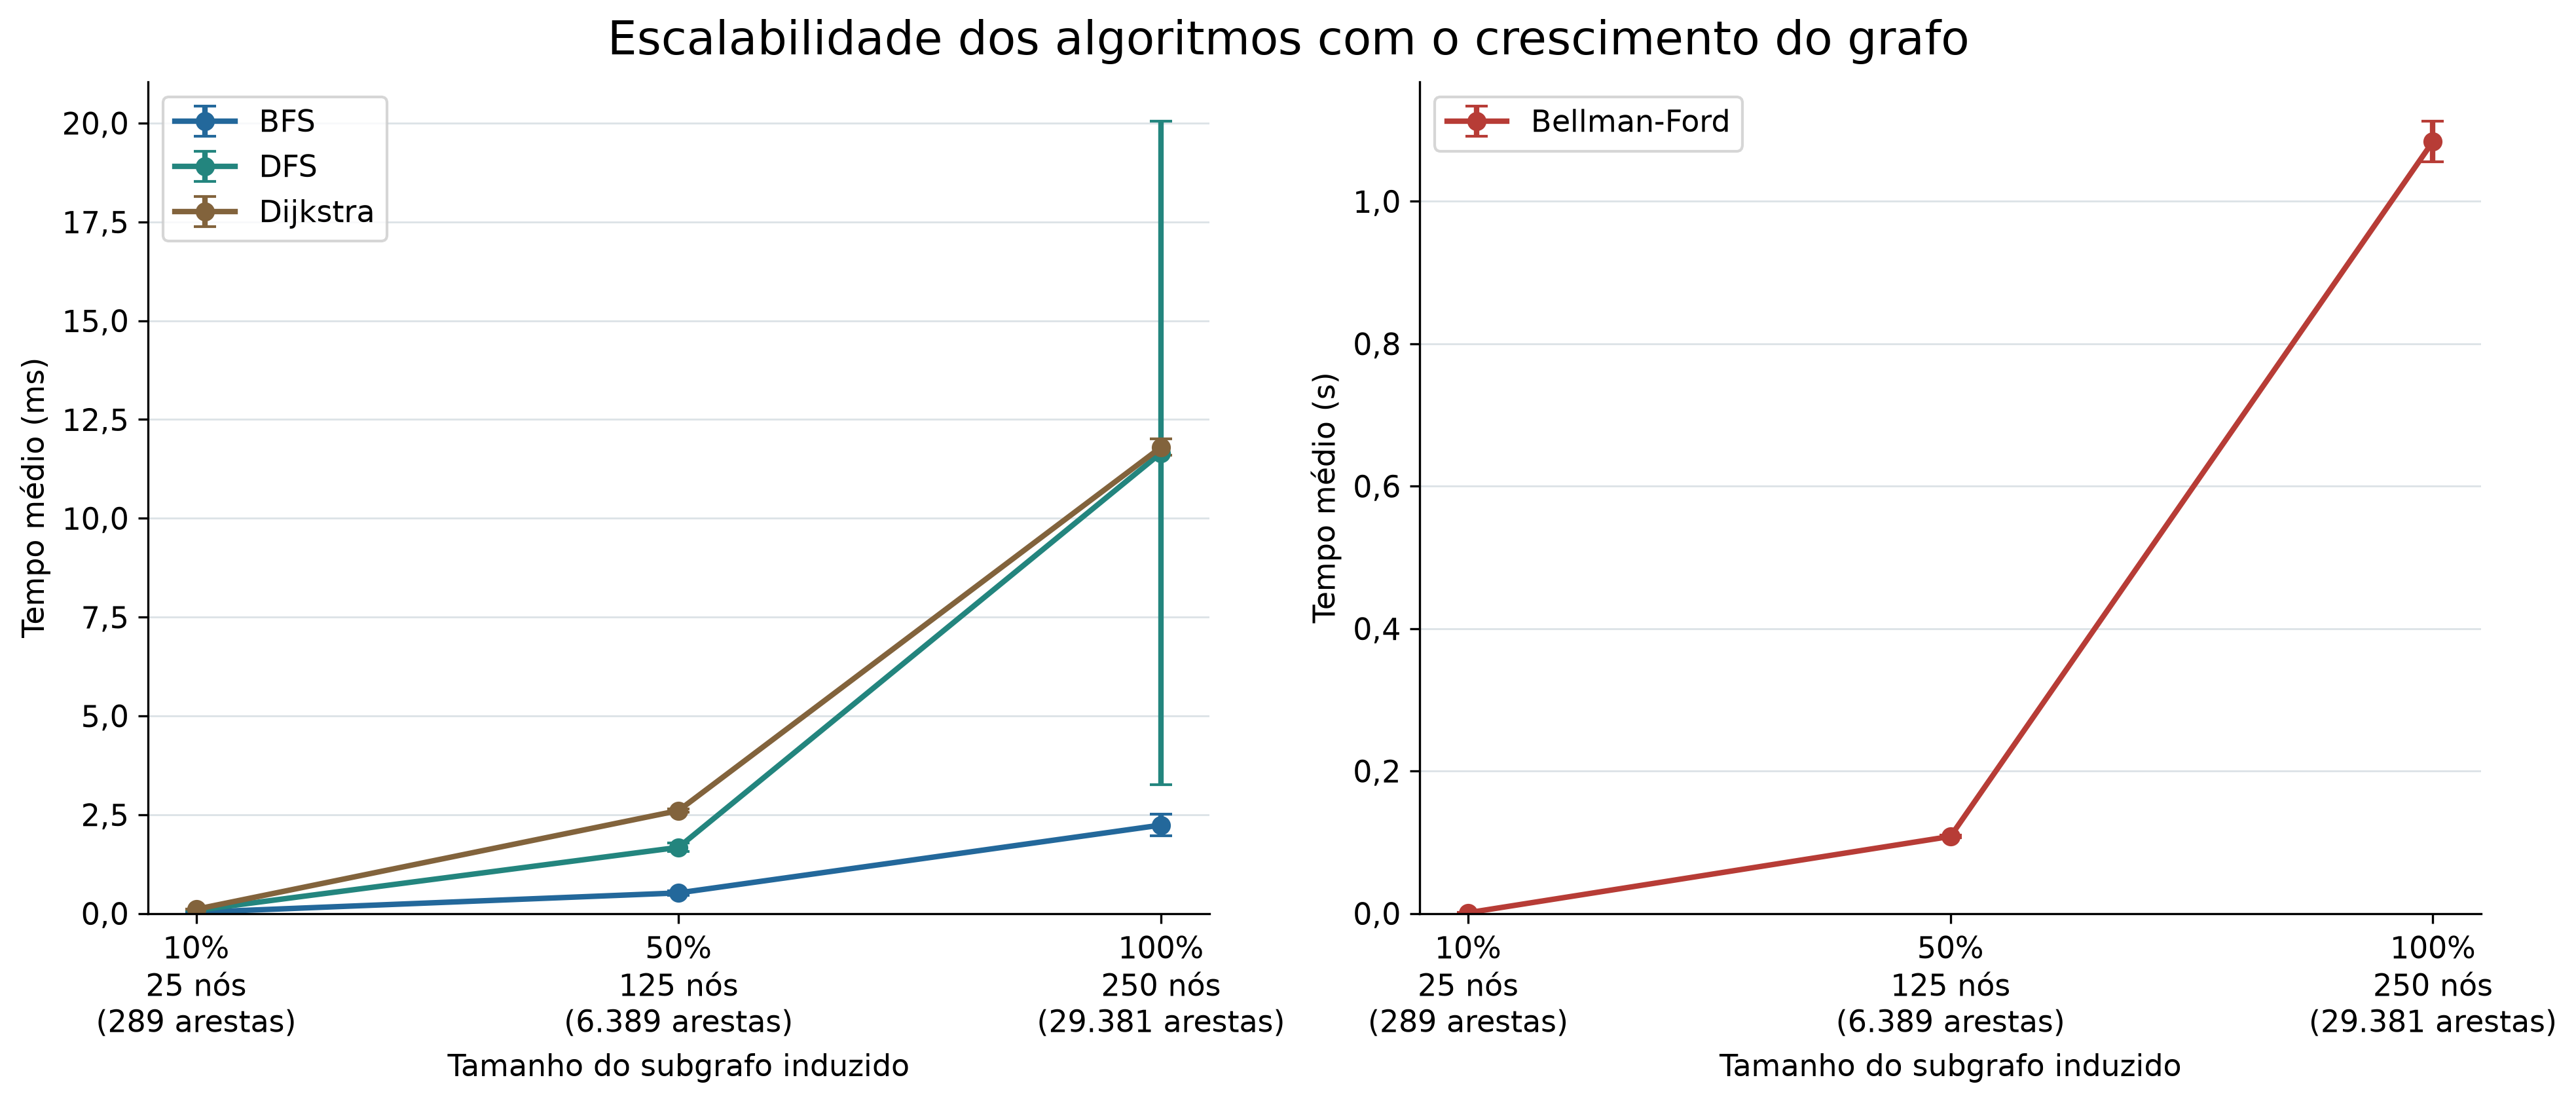 Escalabilidade dos algoritmos com o crescimento do grafo
BFS
DFS
Dijkstra
Tempo médio (ms)
20,0
17,5
15,0
12,5
10,0
7,5
5,0
2,5
0,0
10%
25 nós
(289 arestas)
50%
125 nós
(6.389 arestas)
100%
250 nós
(29.381 arestas)
Tamanho do subgrafo induzido
Bellman-Ford
Tempo médio (s)
1,0
0,8
0,6
0,4
0,2
0,0
10%
25 nós
(289 arestas)
50%
125 nós
(6.389 arestas)
100%
250 nós
(29.381 arestas)
Tamanho do subgrafo induzido